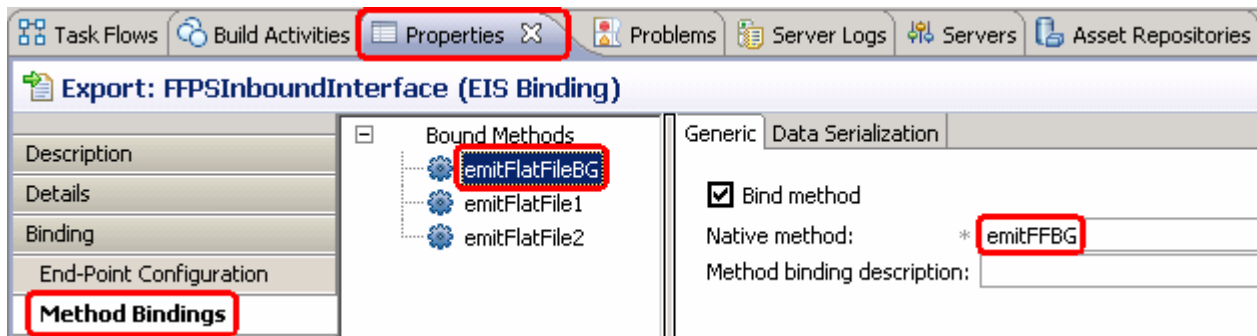 Task Flows Build Activities Properties Problems Server Logs Servers Asset Repositories
Export: FFPSInboundInterface (EIS Binding)
Description
Details
Binding
End-Point Configuration
Method Bindings
Bound Methods
emitFlatFileBG
emitFlatFile1
emitFlatFile2
Generic Data Serialization
Bind method
Native method: * emitFFBG
Method binding description: